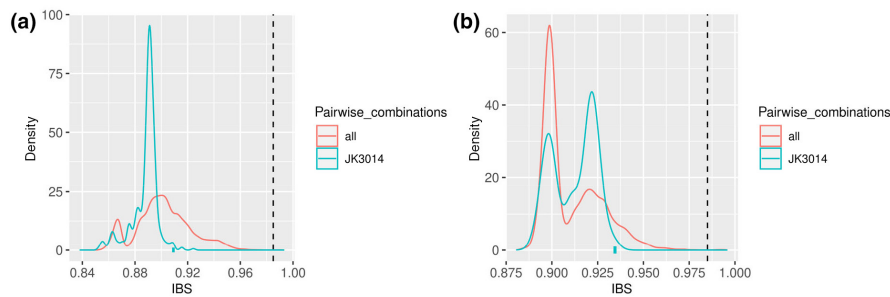 (a)
100
75
50
25
0
Density
0.84 0.88 0.92 0.96 1.00
IBS
Pairwise_combinations
all
JK3014
(b)
60
40
20
0
Density
0.875 0.900 0.925 0.950 0.975 1.000
IBS
Pairwise_combinations
all
JK3014